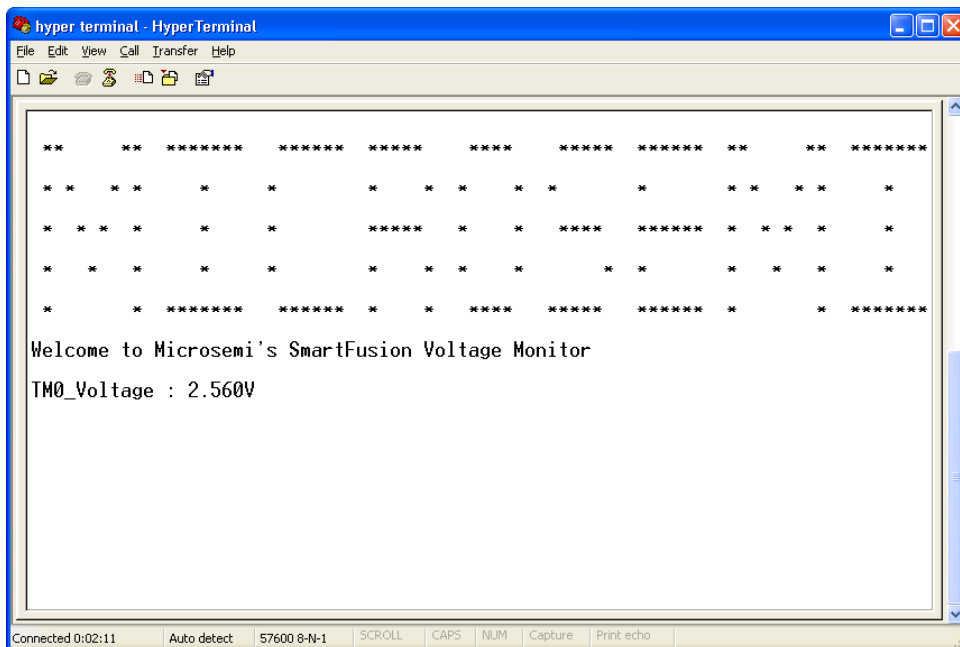 hyper terminal - HyperTerminal
File Edit View Call Transfer Help
**      **  *******   ******  *****    ****    *****  ******  **      **  *******
* *    * *     *     *        *    *  *    *  *       *       * *    * *     *
*  * *  *     *     *        *****   *    *   ****   ******  *  * *  *     *
*   *   *     *     *        *    *  *    *       *  *       *   *   *     *
*       *  *******   ******  *    *   ****   *****   ******  *       *  *******
Welcome to Microsemi's SmartFusion Voltage Monitor
TM0_Voltage : 2.560V
Connected 0:02:11 Auto detect 57600 8-N-1 SCROLL CAPS NUM Capture Print echo